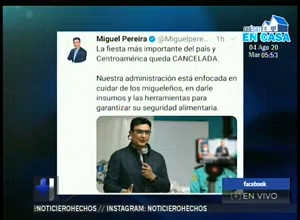 Miguel Pereira @Miguelpere... · 1h
La fiesta más importante del país y
Centroamérica queda CANCELADA.
Nuestra administración está enfocada en
cuidar de los migueleños, en darle
insumos y las herramientas para
garantizar su seguridad alimentaria.
EN CASA
04 Ago 20
Mar 05:53
facebook
EN VIVO
NOTICIEROHECHOS // INSTAGRAM: NOTICIEROHECHOS